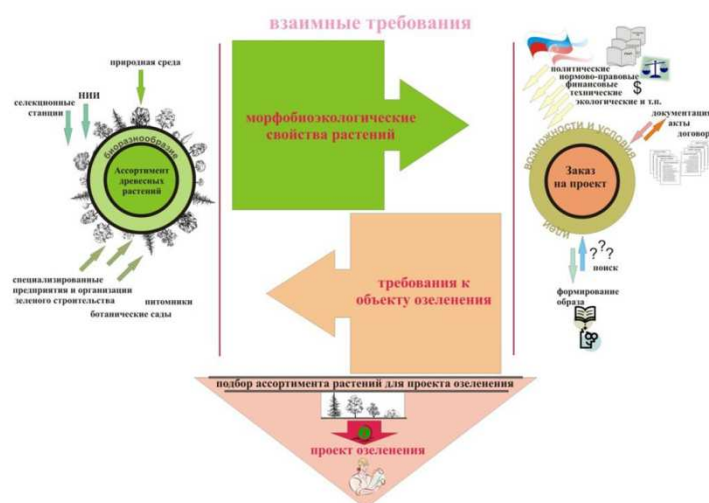 взаимные требования
природная среда
НИИ
селекционные
станции
биоразнообразие
Ассортимент
древесных
растений
специализированные
предприятия и организации
зеленого строительства
питомники
ботанические сады
морфобиоэкологические
свойства растений
требования к
объекту озеленения
политические
нормово-правовые
финансовые
$
технические
экологические и т.п.
документация
акты
договор
ВОЗМОЖНОСТИ И УСЛОВИЯ
Заказ
на проект
ИДЕИ
???
поиск
формирование
образа
подбор ассортимента растений для проекта озеленения
проект озеленения